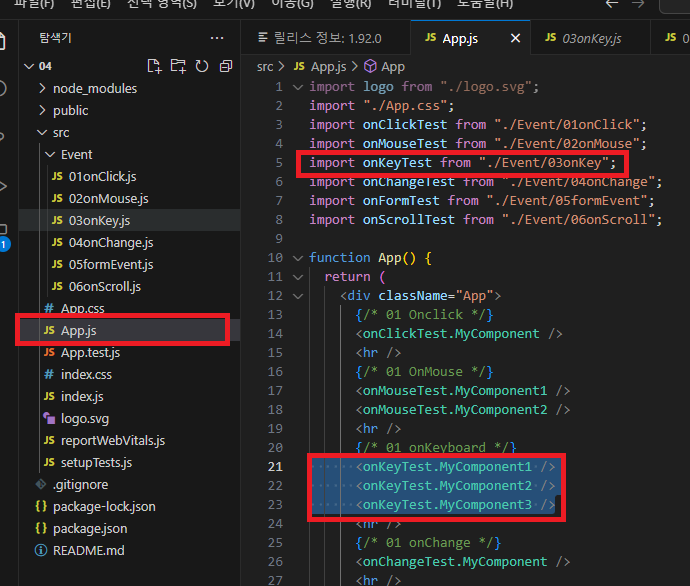 파일(F) 편집(E) 선택 영역(S) 보기(V) 이동(G) 실행(R) 터미널(T) 도움말(H)
탐색기
04
node_modules
public
src
Event
JS 01onClick.js
JS 02onMouse.js
JS 03onKey.js
JS 04onChange.js
JS 05formEvent.js
JS 06onScroll.js
# App.css
JS App.js
JS App.test.js
# index.css
JS index.js
logo.svg
JS reportWebVitals.js
JS setupTests.js
.gitignore
{} package-lock.json
{} package.json
README.md
1
릴리스 정보: 1.92.0
JS App.js
JS 03onKey.js
JS 0
src > JS App.js > App
1 import logo from "./logo.svg";
2 import "./App.css";
3 import onClickTest from "./Event/01onClick";
4 import onMouseTest from "./Event/02onMouse";
5 import onKeyTest from "./Event/03onKey";
6 import onChangeTest from "./Event/04onChange";
7 import onFormTest from "./Event/05formEvent";
8 import onScrollTest from "./Event/06onScroll";
9
10 function App() {
11 return (
12 <div className="App">
13 {/* 01 Onclick */}
14 <onClickTest.MyComponent />
15 <hr />
16 {/* 01 OnMouse */}
17 <onMouseTest.MyComponent1 />
18 <onMouseTest.MyComponent2 />
19 <hr />
20 {/* 01 onKeyboard */}
21 <onKeyTest.MyComponent1 />
22 <onKeyTest.MyComponent2 />
23 <onKeyTest.MyComponent3 />
24 <hr />
25 {/* 01 onChange */}
26 <onChangeTest.MyComponent />
27 <hr />